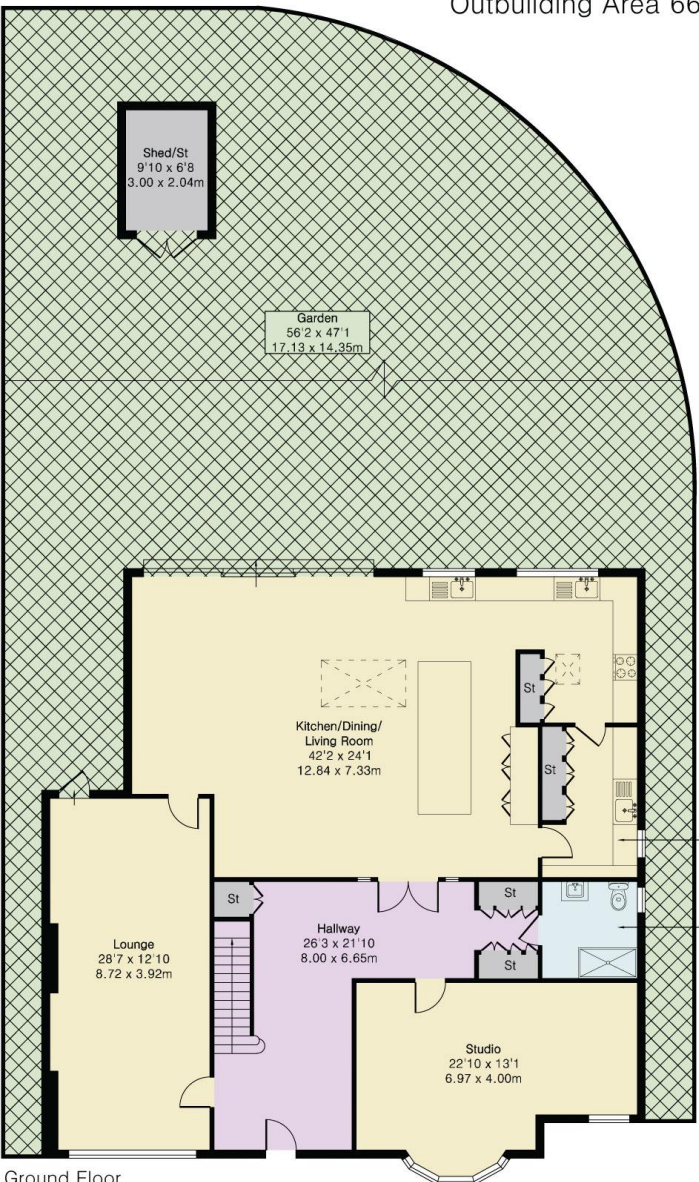 Outbuilding Area 66
Shed/St
9'10 x 6'8
3.00 x 2.04m
Garden
56'2 x 47'1
17.13 x 14.35m
St
Kitchen/Dining/
Living Room
42'2 x 24'1
12.84 x 7.33m
St
St
St
Hallway
26'3 x 21'10
8.00 x 6.65m
Lounge
28'7 x 12'10
8.72 x 3.92m
St
Studio
22'10 x 13'1
6.97 x 4.00m
Ground Floor